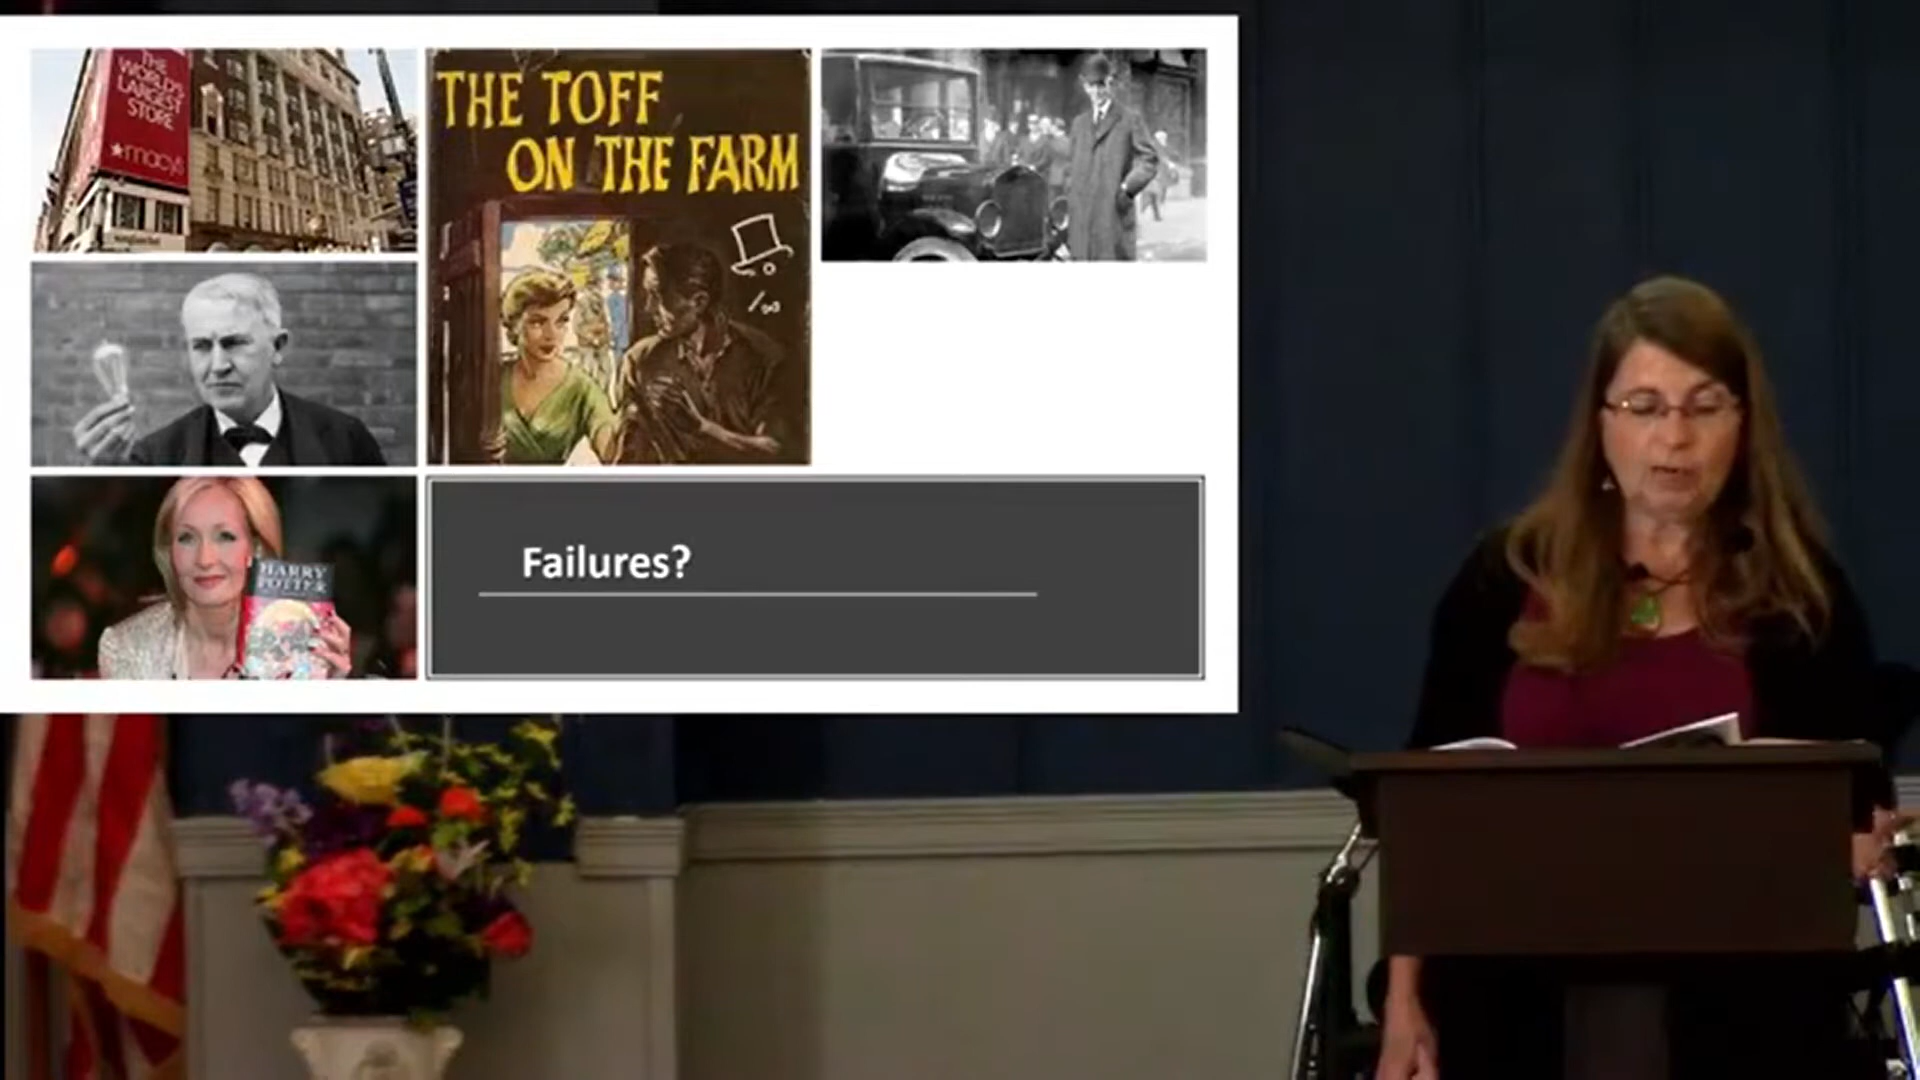 THE
WORLD'S
LARGEST
STORE
★macy's
THE TOFF
ON THE FARM
HARRY
POTTER
Failures?